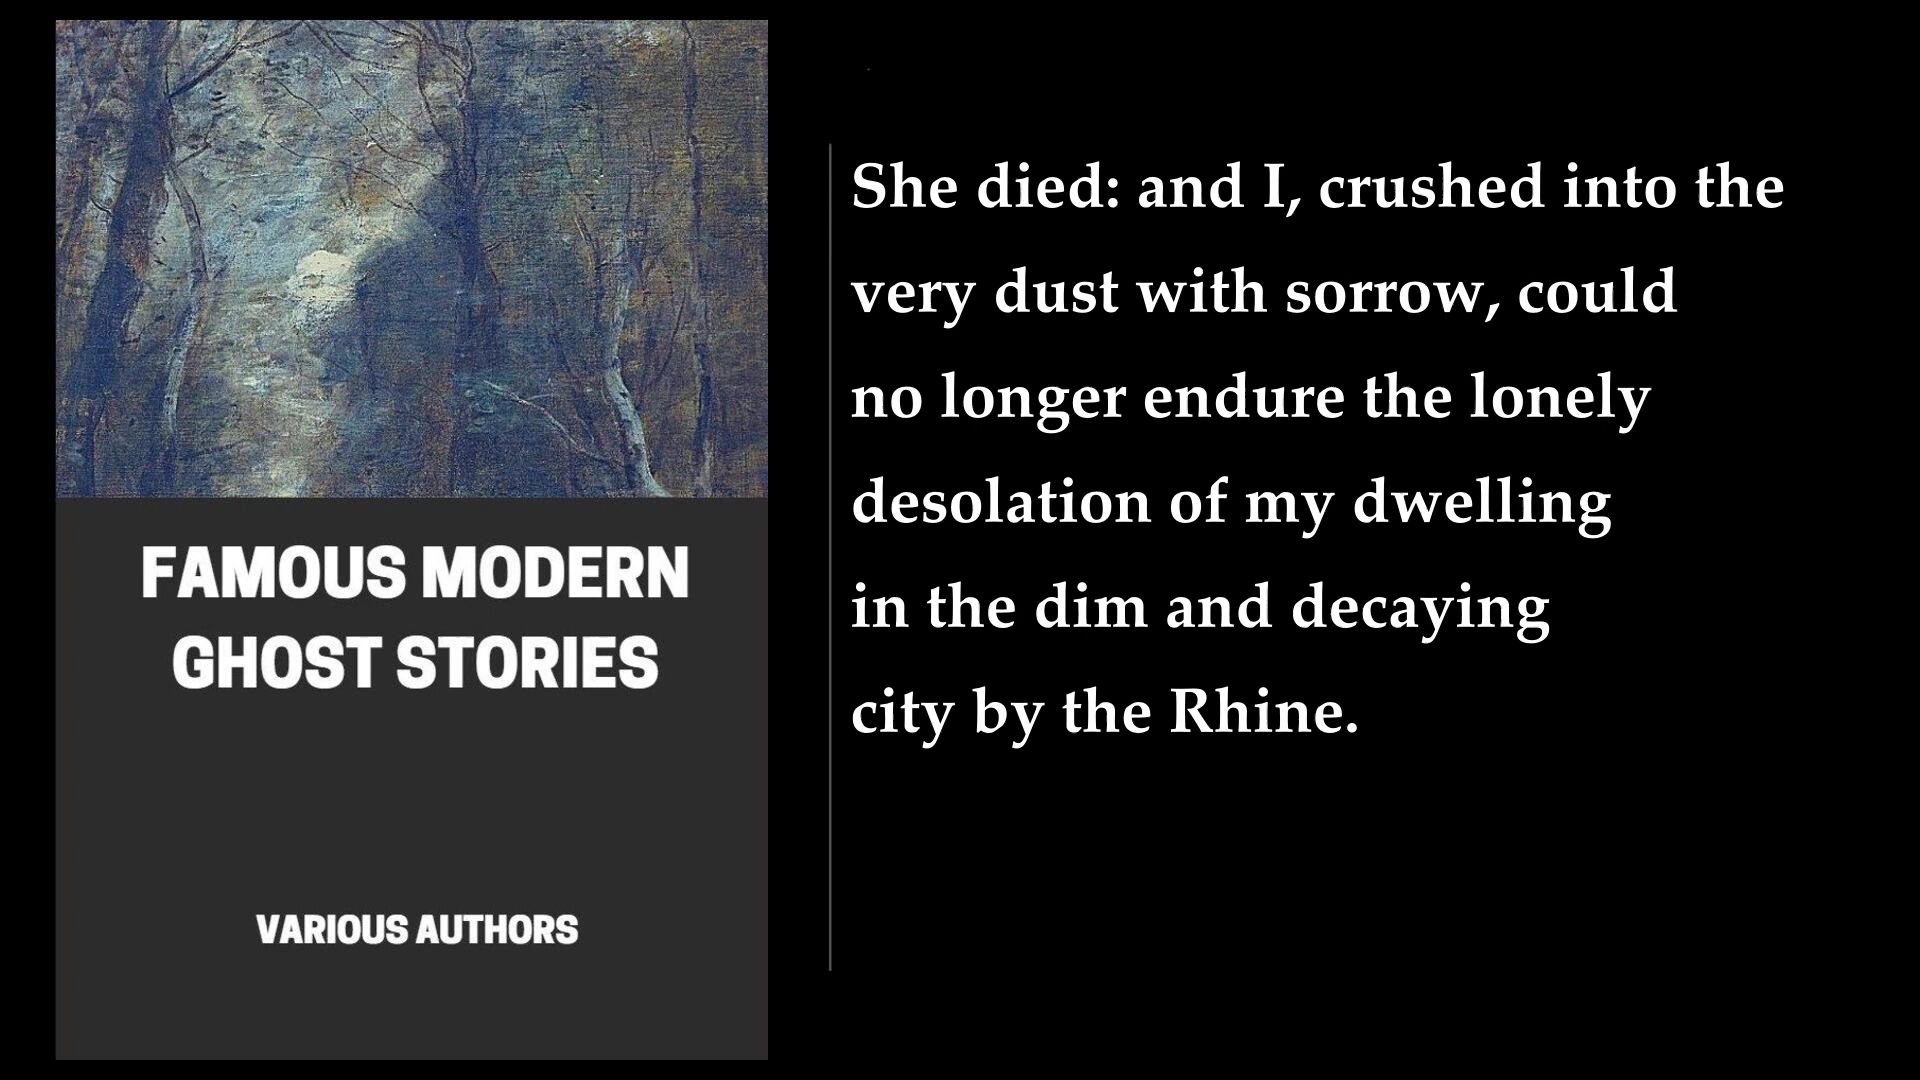 FAMOUS MODERN
GHOST STORIES
VARIOUS AUTHORS
She died: and I, crushed into the
very dust with sorrow, could
no longer endure the lonely
desolation of my dwelling
in the dim and decaying
city by the Rhine.